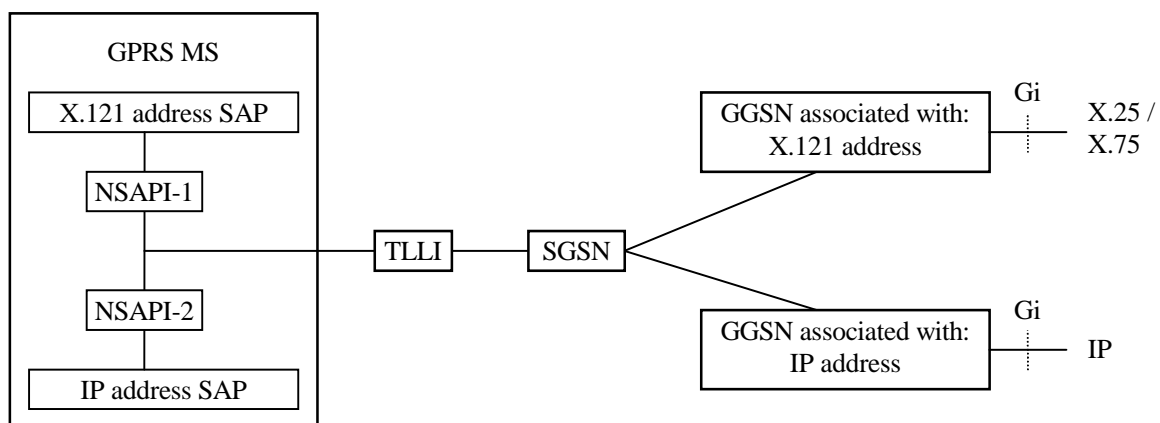 GPRS MS
X.121 address SAP
NSAPI-1
NSAPI-2
IP address SAP
TLLI
SGSN
GGSN associated with:
X.121 address
Gi
X.25 /
X.75
GGSN associated with:
IP address
Gi
IP